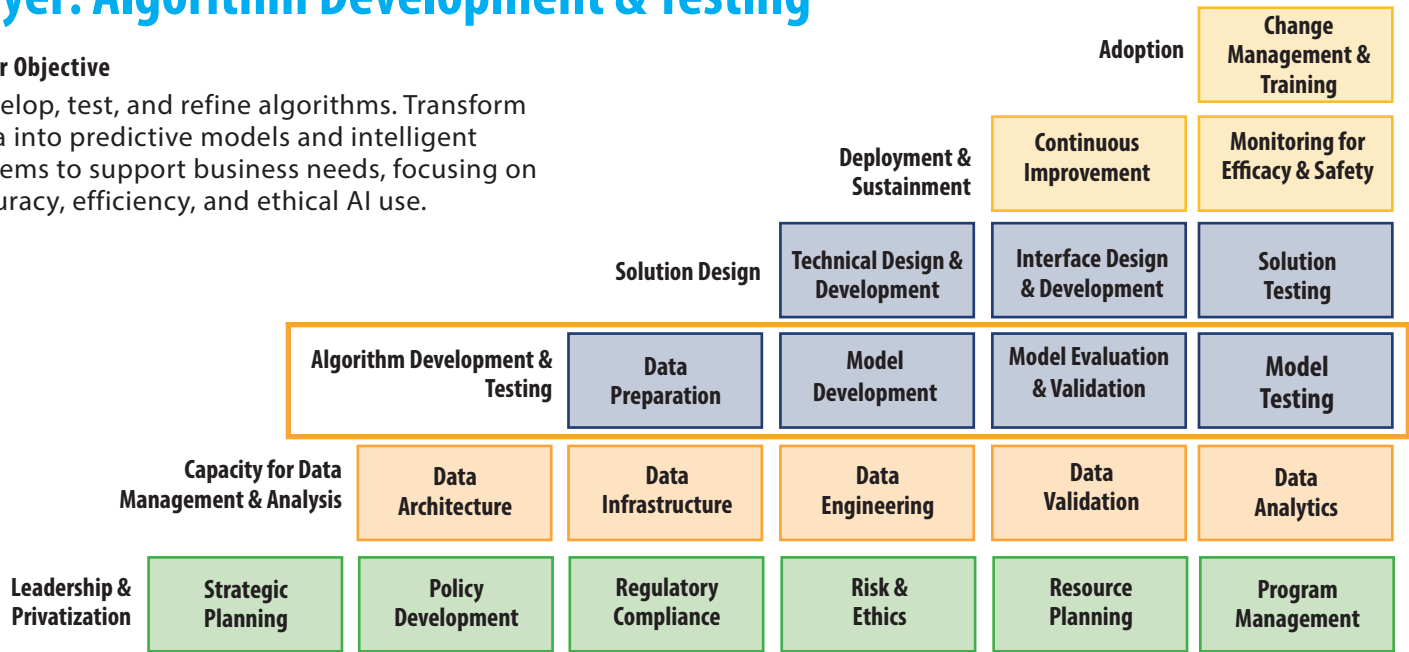 yer: Algorithm Development & Testing
r Objective
elop, test, and refine algorithms. Transform
a into predictive models and intelligent
ems to support business needs, focusing on
uracy, efficiency, and ethical AI use.
Adoption
Change
Management &
Training
Deployment &
Sustainment
Continuous
Improvement
Monitoring for
Efficacy & Safety
Solution Design
Technical Design &
Development
Interface Design
& Development
Solution
Testing
Algorithm Development &
Testing
Data
Preparation
Model
Development
Model Evaluation
& Validation
Model
Testing
Capacity for Data
Management & Analysis
Data
Architecture
Data
Infrastructure
Data
Engineering
Data
Validation
Data
Analytics
Leadership &
Privatization
Strategic
Planning
Policy
Development
Regulatory
Compliance
Risk &
Ethics
Resource
Planning
Program
Management